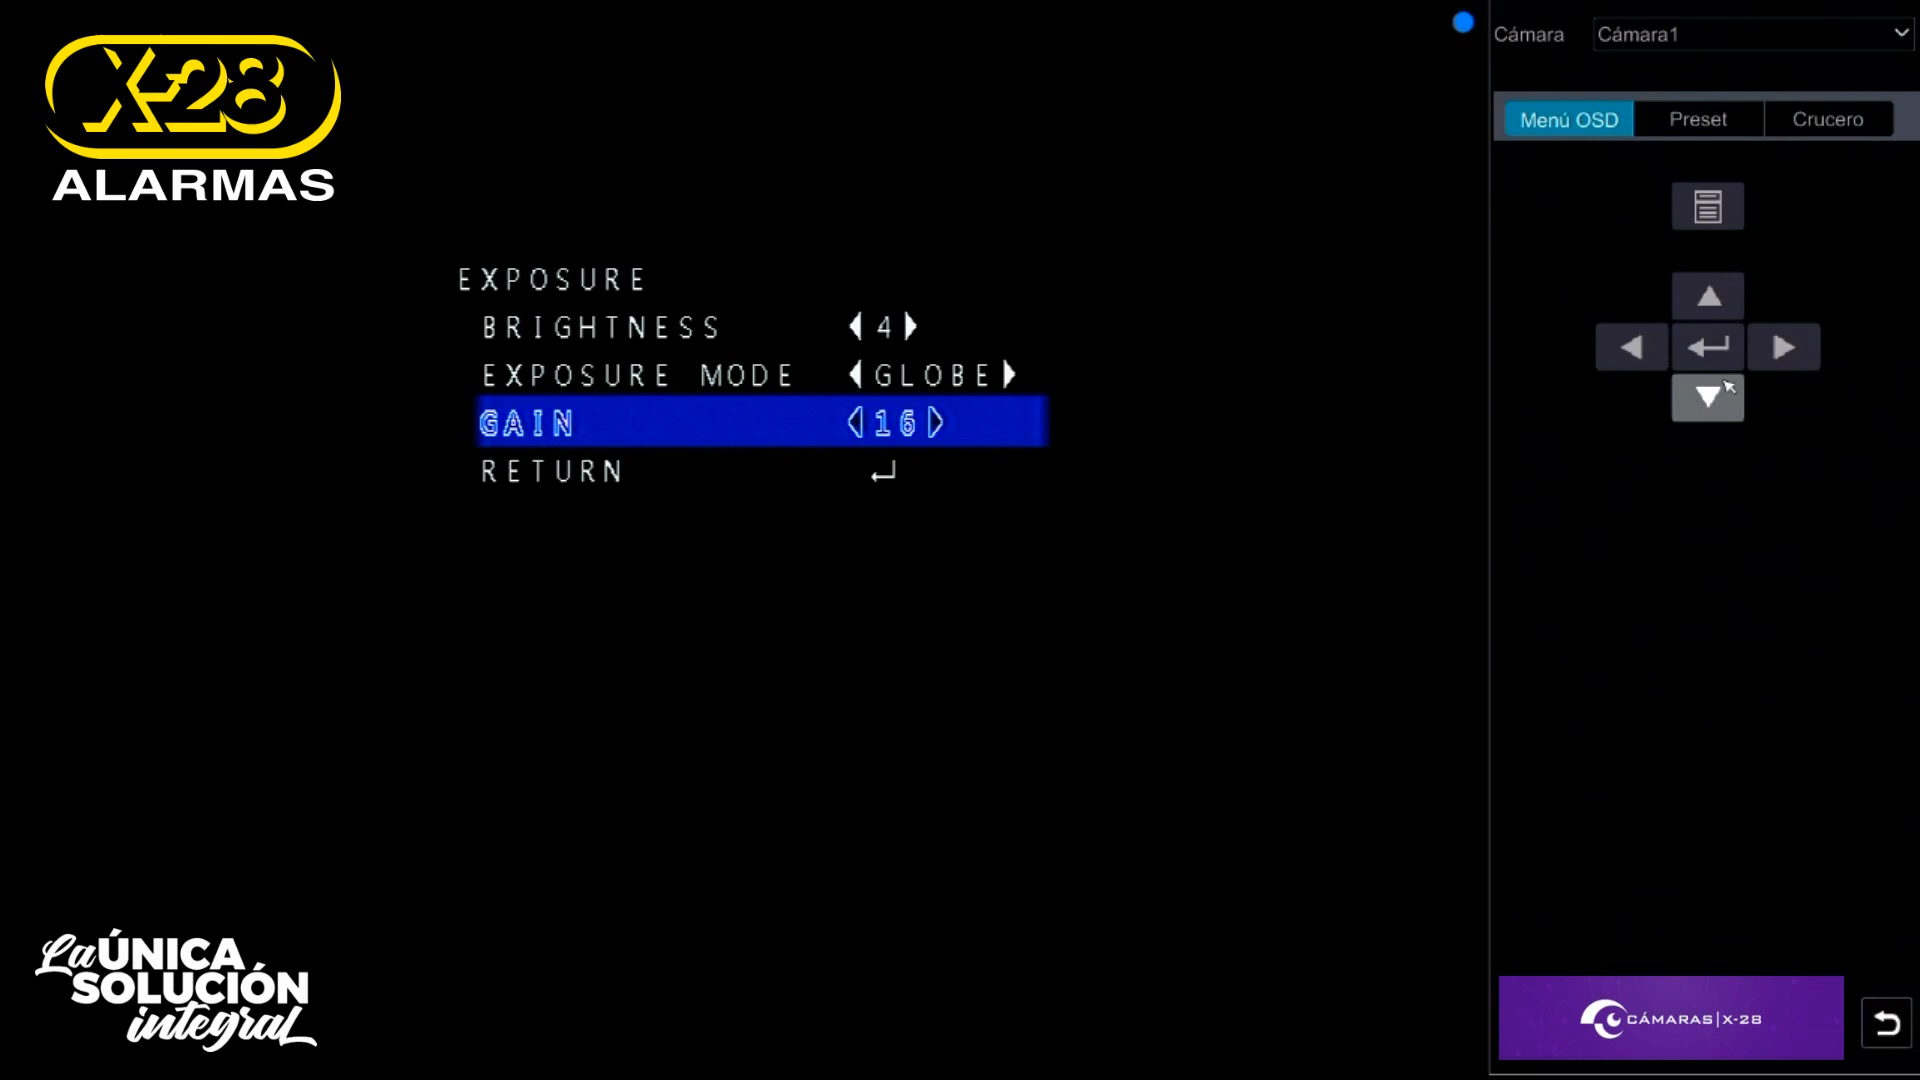 X-28
ALARMAS
Cámara
Cámara1
Menú OSD
Preset
Crucero
EXPOSURE
BRIGHTNESS 4
EXPOSURE MODE GLOBE
GAIN 16
RETURN
La ÚNICA
SOLUCIÓN
integral
CÁMARAS|X-28